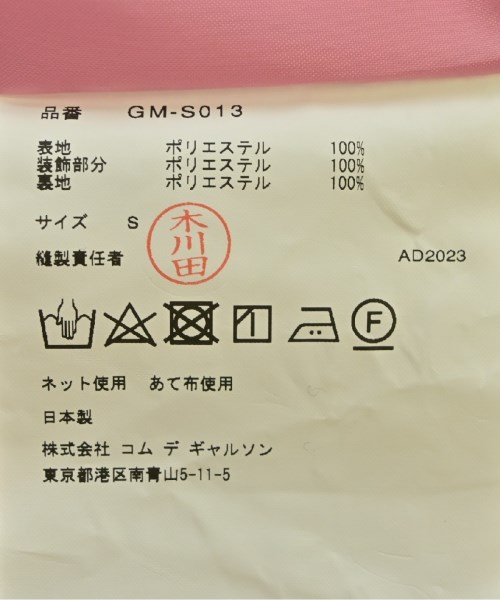 品番 GM-S013
表地 ポリエステル 100%
装飾部分 ポリエステル 100%
裏地 ポリエステル 100%
サイズ S
木川田
縫製責任者 AD2023
F
ネット使用 あて布使用
日本製
株式会社 コム デ ギャルソン
東京都港区南青山5-11-5